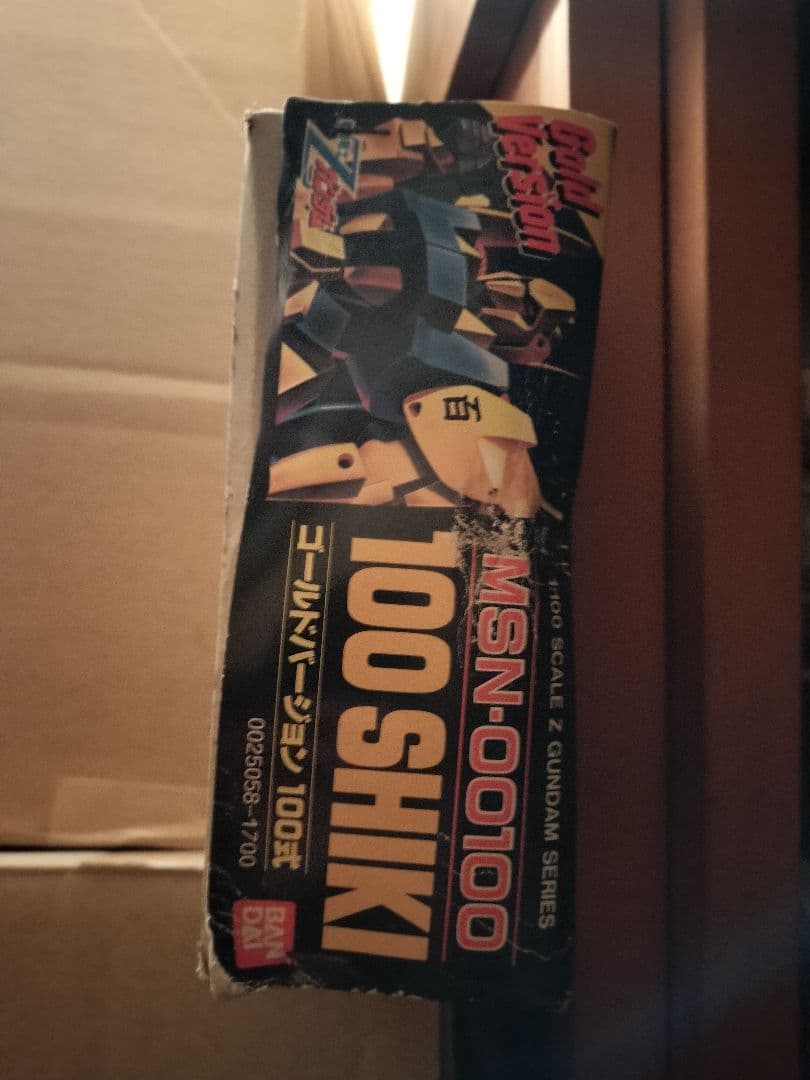 Gold
Version
百
1:100 SCALE Z GUNDAM SERIES
MSN-00100
100 SHIKI
ゴールドバージョン 100式
0025058-1700
BAN
DAI